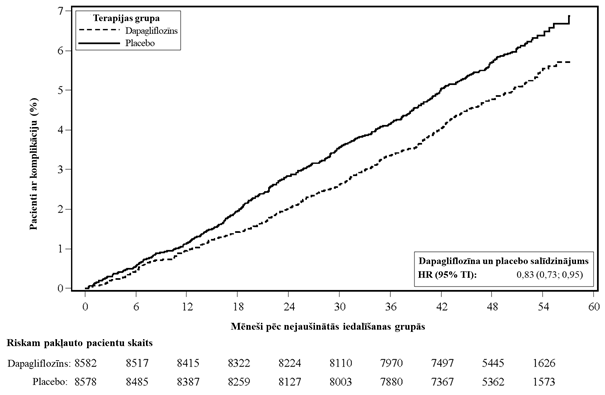 7
6
5
4
3
2
1
0
Pacienti ar komplikāciju (%)
Terapijas grupa
Dapagliflozīns
Placebo
Dapagliflozīna un placebo salīdzinājums
HR (95% TI): 0,83 (0,73; 0,95)
0 6 12 18 24 30 36 42 48 54 60
Mēneši pēc nejaušinātās iedalīšanas grupās
Riskam pakļauto pacientu skaits
Dapagliflozīns: 8582 8517 8415 8322 8224 8110 7970 7497 5445 1626
Placebo: 8578 8485 8387 8259 8127 8003 7880 7367 5362 1573